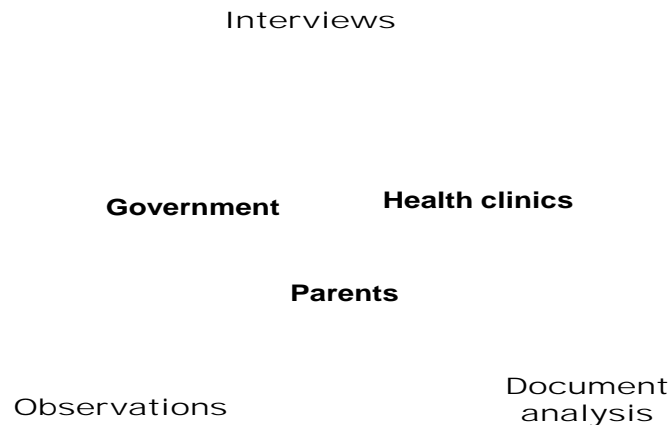 Interviews
Government
Health clinics
Parents
Observations
Document
analysis